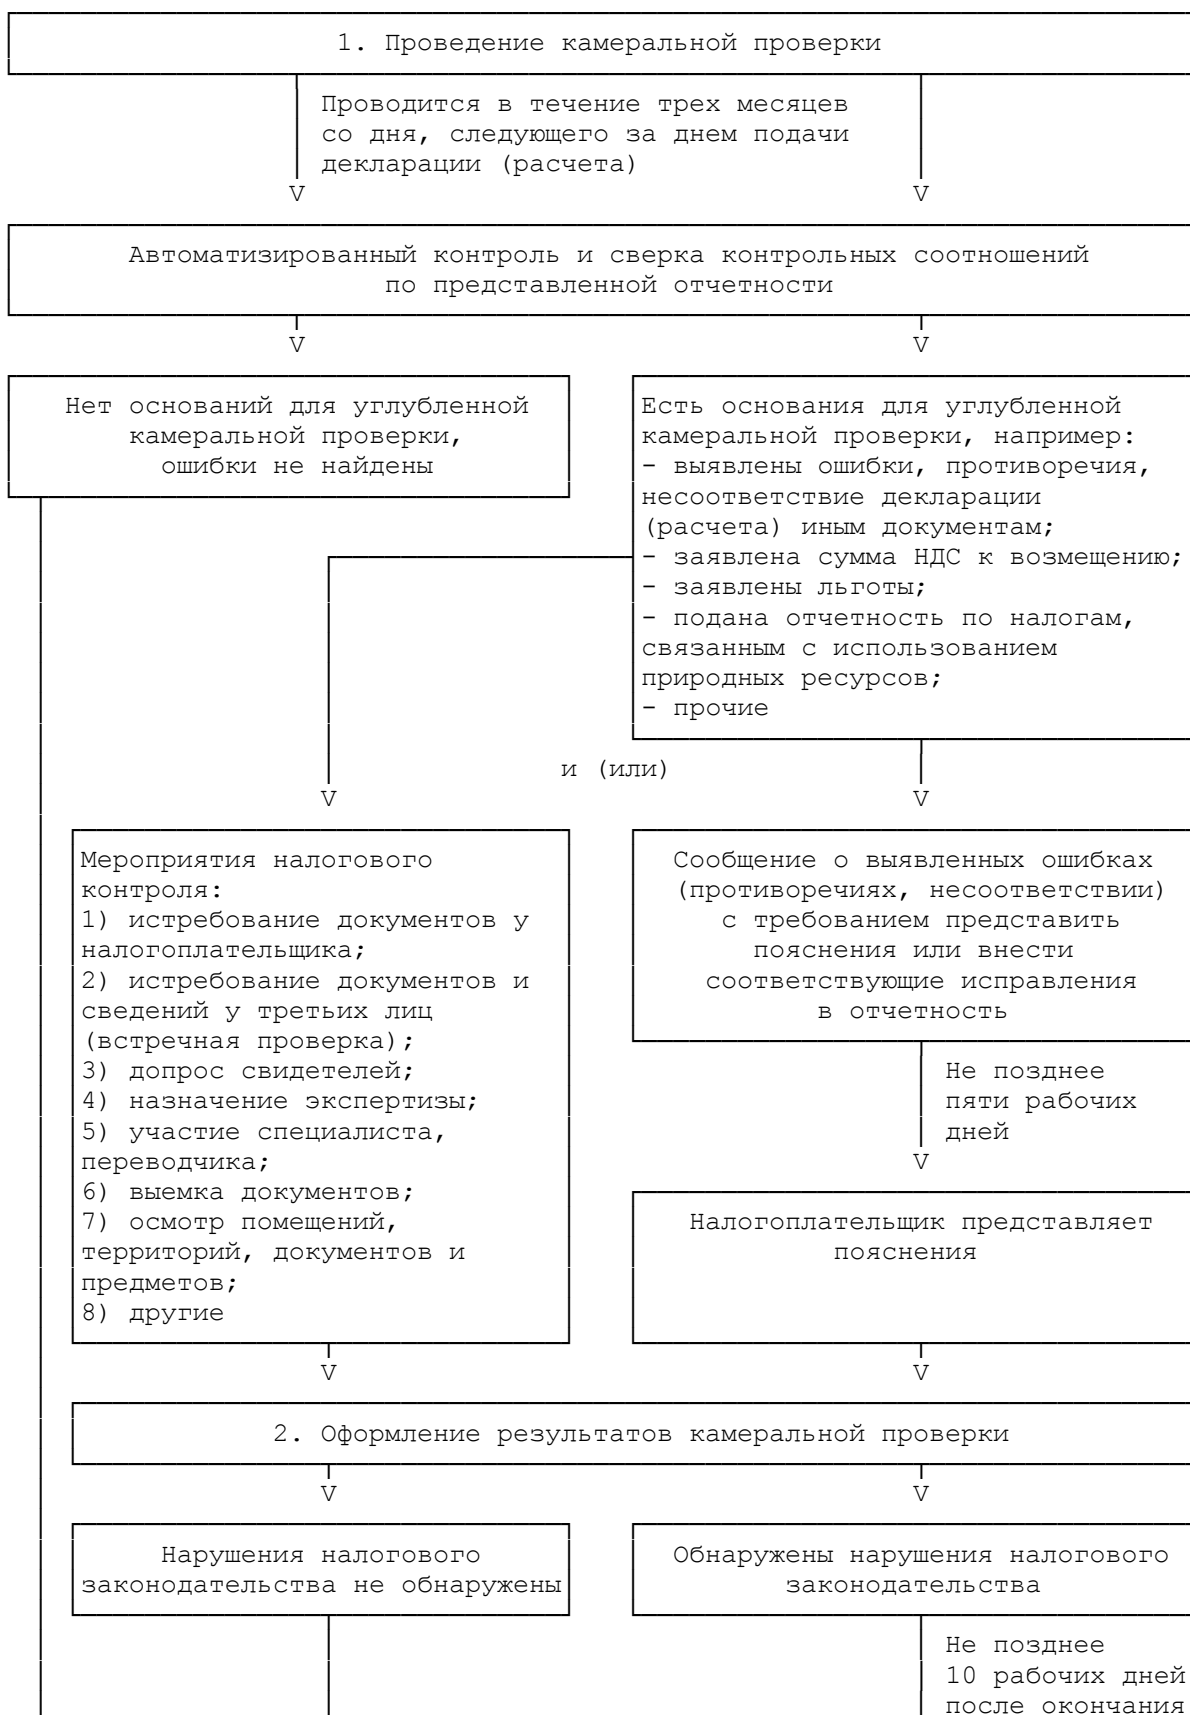 1. Проведение камеральной проверки
Проводится в течение трех месяцев
со дня, следующего за днем подачи
декларации (расчета)
V V
Автоматизированный контроль и сверка контрольных соотношений
по представленной отчетности
V V
Нет оснований для углубленной
камеральной проверки,
ошибки не найдены
Есть основания для углубленной
камеральной проверки, например:
- выявлены ошибки, противоречия,
несоответствие декларации
(расчета) иным документам;
- заявлена сумма НДС к возмещению;
- заявлены льготы;
- подана отчетность по налогам,
связанным с использованием
природных ресурсов;
- прочие
и (или)
V V
Мероприятия налогового
контроля:
1) истребование документов у
налогоплательщика;
2) истребование документов и
сведений у третьих лиц
(встречная проверка);
3) допрос свидетелей;
4) назначение экспертизы;
5) участие специалиста,
переводчика;
6) выемка документов;
7) осмотр помещений,
территорий, документов и
предметов;
8) другие
Сообщение о выявленных ошибках
(противоречиях, несоответствии)
с требованием представить
пояснения или внести
соответствующие исправления
в отчетность
Не позднее
пяти рабочих
дней
V
Налогоплательщик представляет
пояснения
V V
2. Оформление результатов камеральной проверки
V V
Нарушения налогового
законодательства не обнаружены
Обнаружены нарушения налогового
законодательства
Не позднее
10 рабочих дней
после окончания